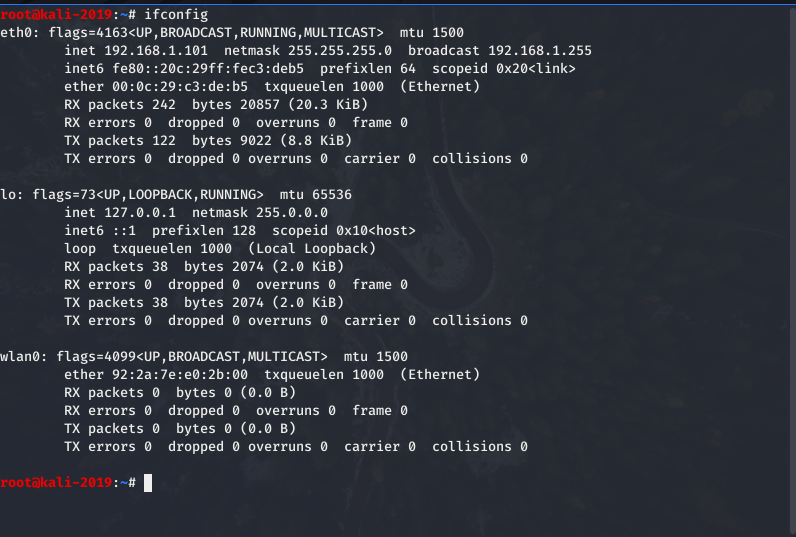 root@kali-2019:~# ifconfig
eth0: flags=4163<UP,BROADCAST,RUNNING,MULTICAST>  mtu 1500
        inet 192.168.1.101  netmask 255.255.255.0  broadcast 192.168.1.255
        inet6 fe80::20c:29ff:fec3:deb5  prefixlen 64  scopeid 0x20<link>
        ether 00:0c:29:c3:de:b5  txqueuelen 1000  (Ethernet)
        RX packets 242  bytes 20857 (20.3 KiB)
        RX errors 0  dropped 0  overruns 0  frame 0
        TX packets 122  bytes 9022 (8.8 KiB)
        TX errors 0  dropped 0 overruns 0  carrier 0  collisions 0

lo: flags=73<UP,LOOPBACK,RUNNING>  mtu 65536
        inet 127.0.0.1  netmask 255.0.0.0
        inet6 ::1  prefixlen 128  scopeid 0x10<host>
        loop  txqueuelen 1000  (Local Loopback)
        RX packets 38  bytes 2074 (2.0 KiB)
        RX errors 0  dropped 0  overruns 0  frame 0
        TX packets 38  bytes 2074 (2.0 KiB)
        TX errors 0  dropped 0 overruns 0  carrier 0  collisions 0

wlan0: flags=4099<UP,BROADCAST,MULTICAST>  mtu 1500
        ether 92:2a:7e:e0:2b:00  txqueuelen 1000  (Ethernet)
        RX packets 0  bytes 0 (0.0 B)
        RX errors 0  dropped 0  overruns 0  frame 0
        TX packets 0  bytes 0 (0.0 B)
        TX errors 0  dropped 0 overruns 0  carrier 0  collisions 0

root@kali-2019:~#